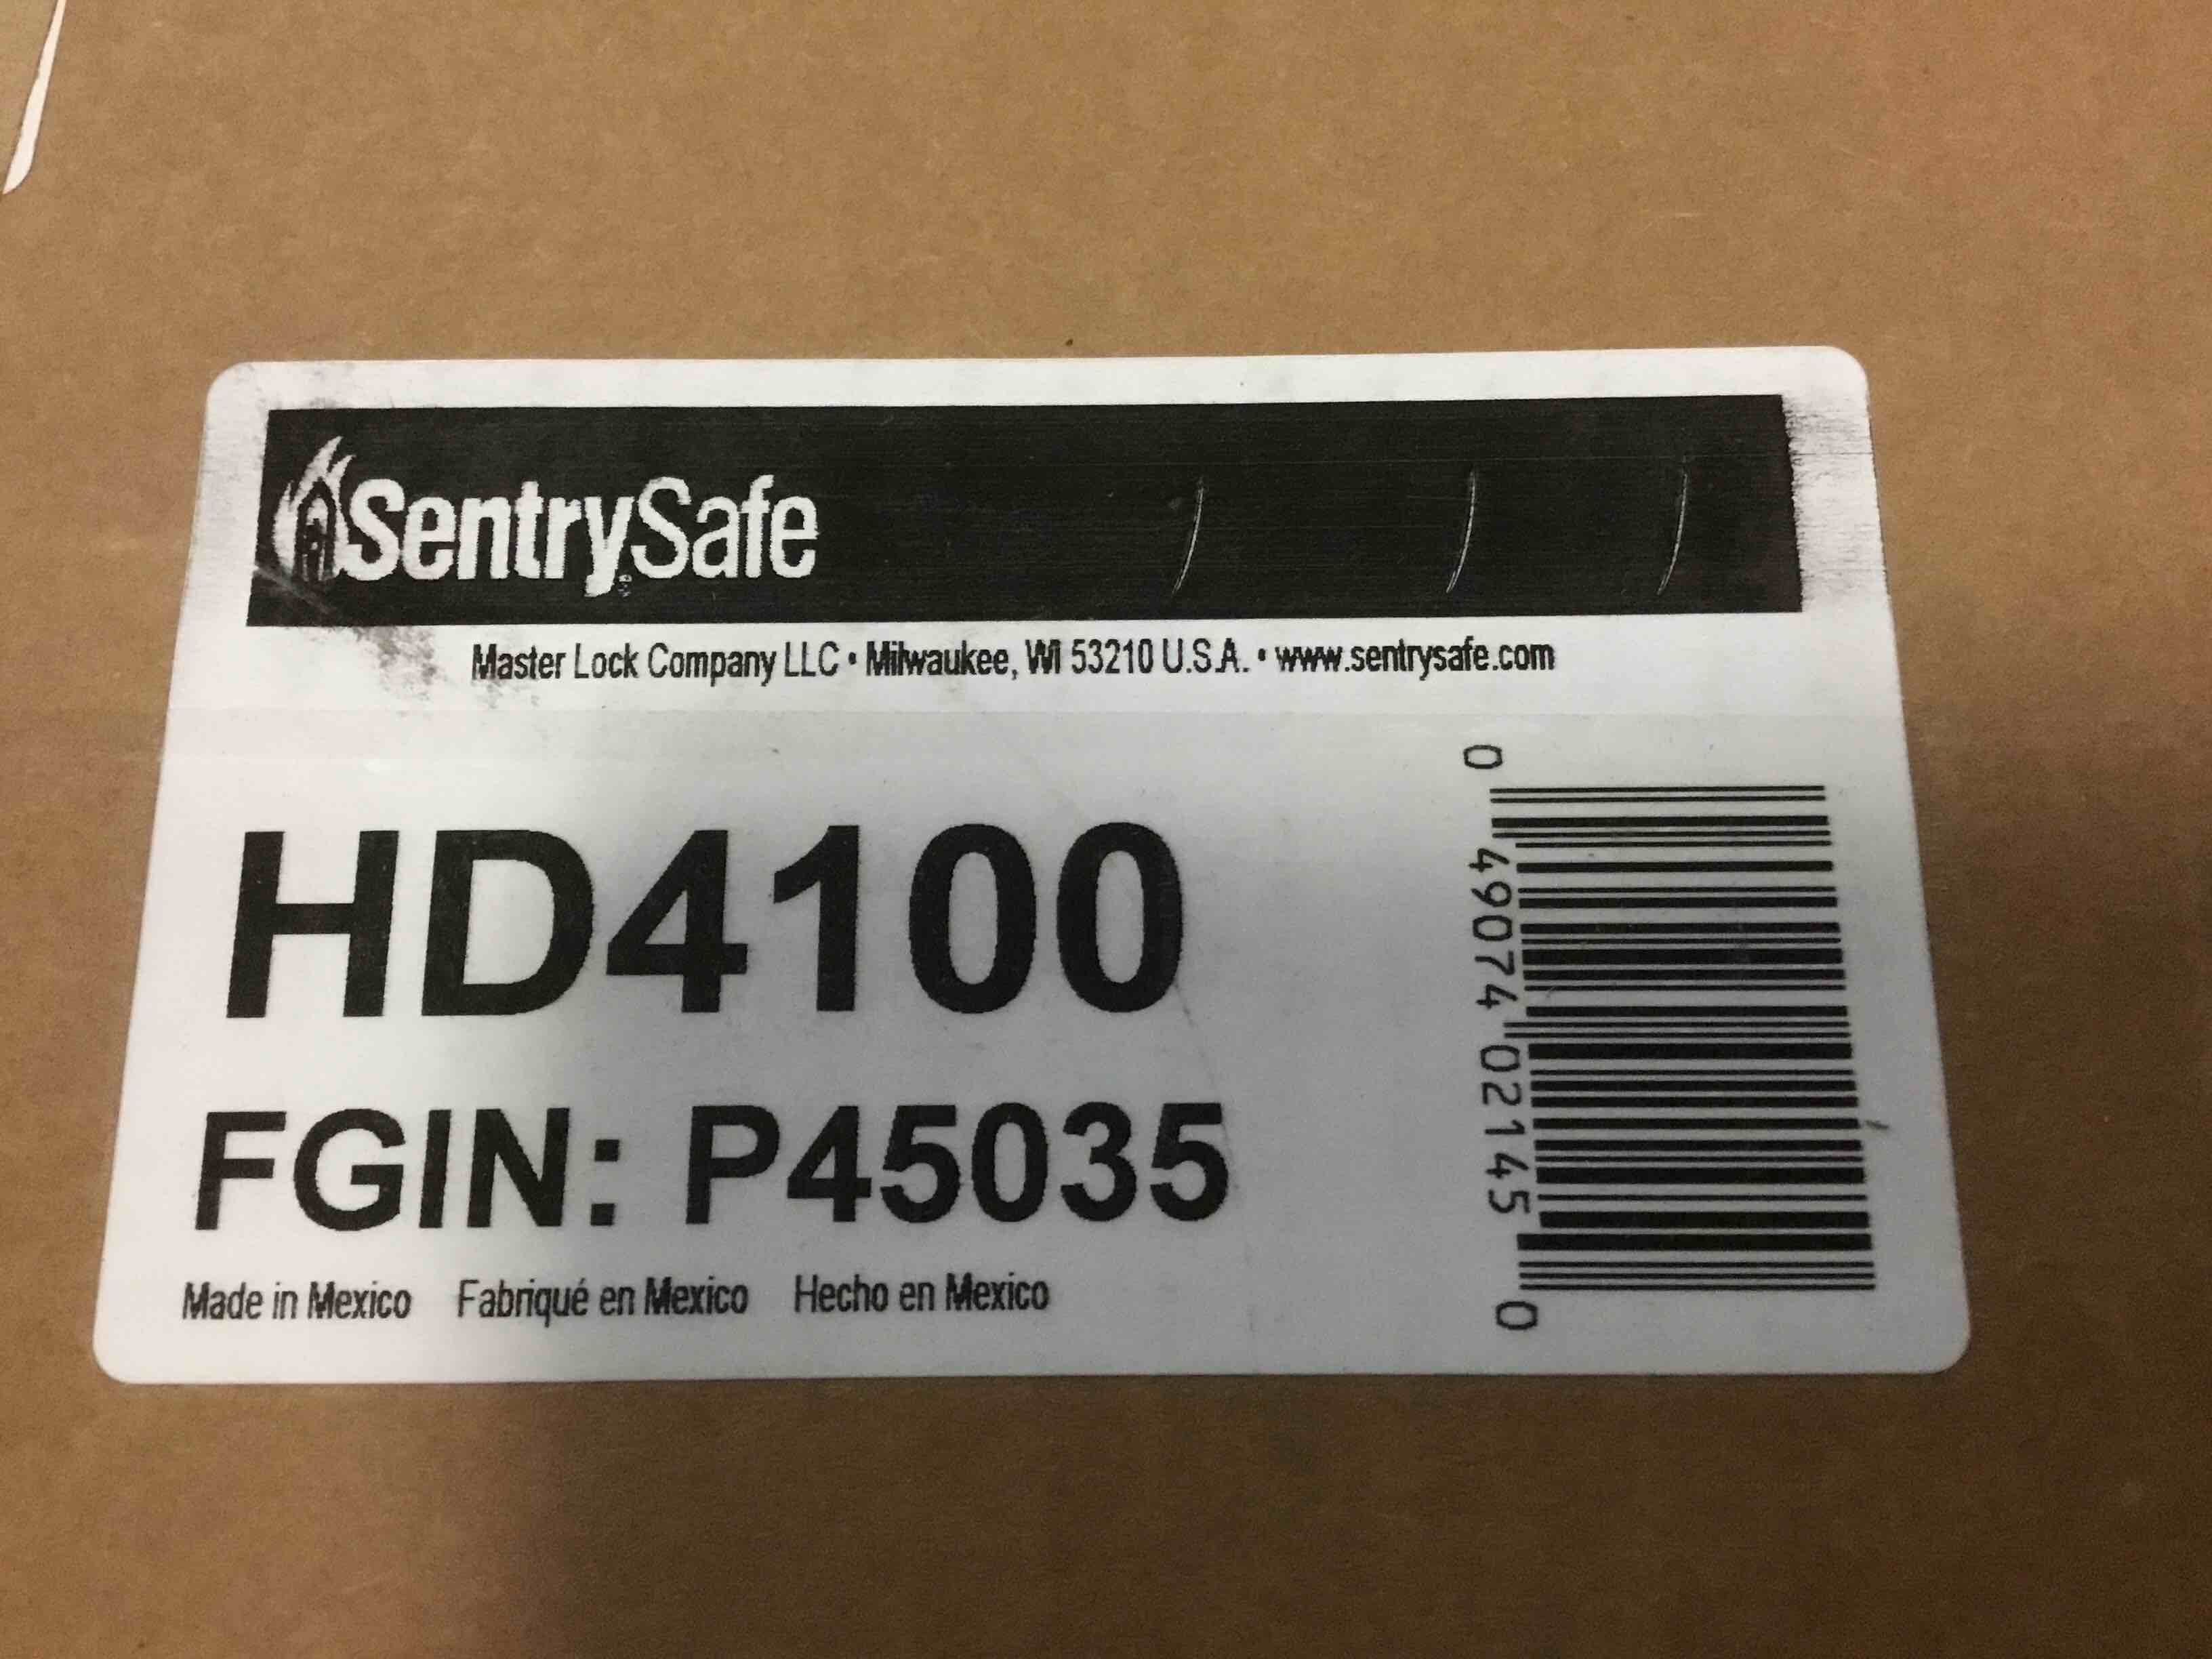 SentrySafe
Master Lock Company LLC • Milwaukee, WI 53210 U.S.A. • www.sentrysafe.com
HD4100
FGIN: P45035
Made in Mexico Fabriqué en Mexico Hecho en Mexico
0 49074 02145 0